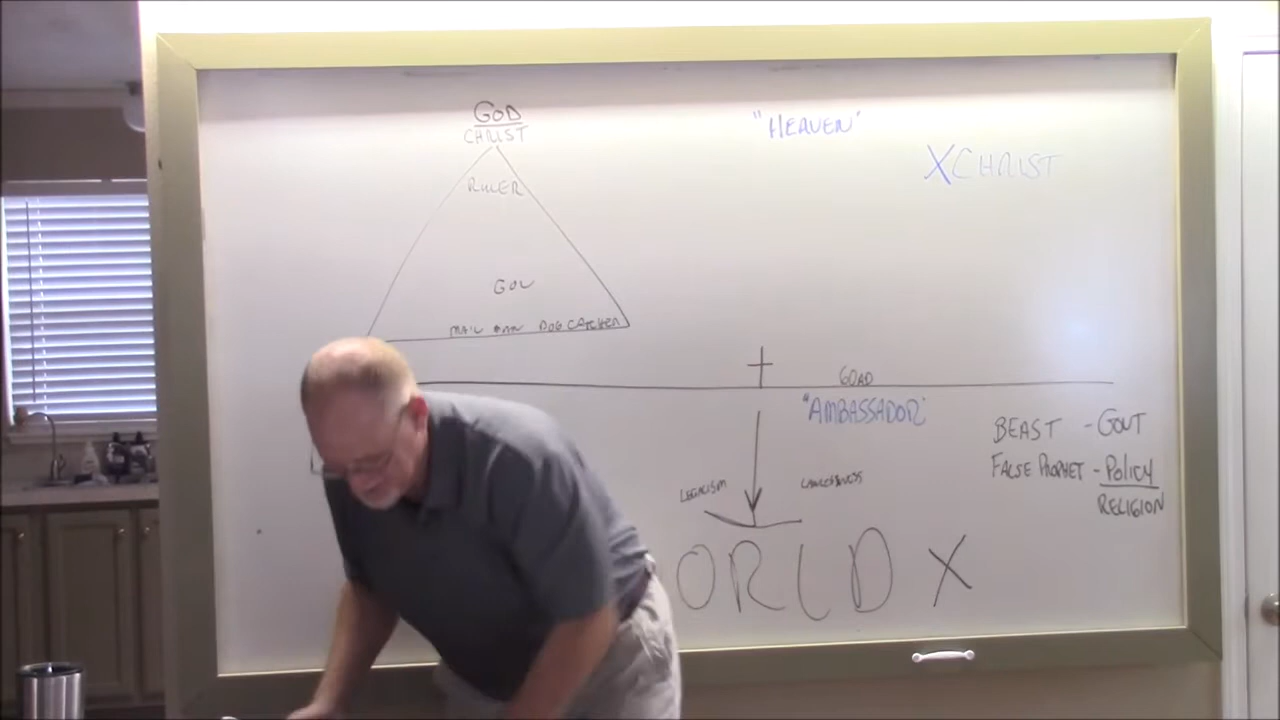 GOD
CHRIST
RULER
GOV
MAIL MAN DOG CATCHER
"HEAVEN"
X CHRIST
GOAD
"AMBASSADOR"
BEAST - GOVT
FALSE PROPHET - POLICY
RELIGION
LEGALISM
LAWLESSNESS
ORLD X